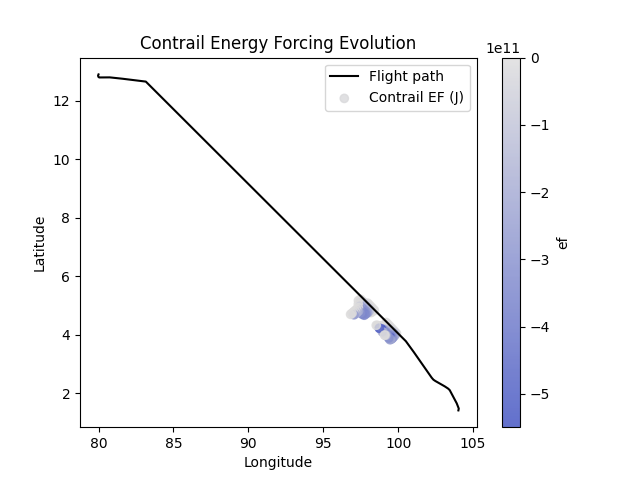 Contrail Energy Forcing Evolution
1e11
Flight path
Contrail EF (J)
12
10
8
6
4
2
Latitude
80
85
90
95
100
105
Longitude
0
−1
−2
−3
−4
−5
ef